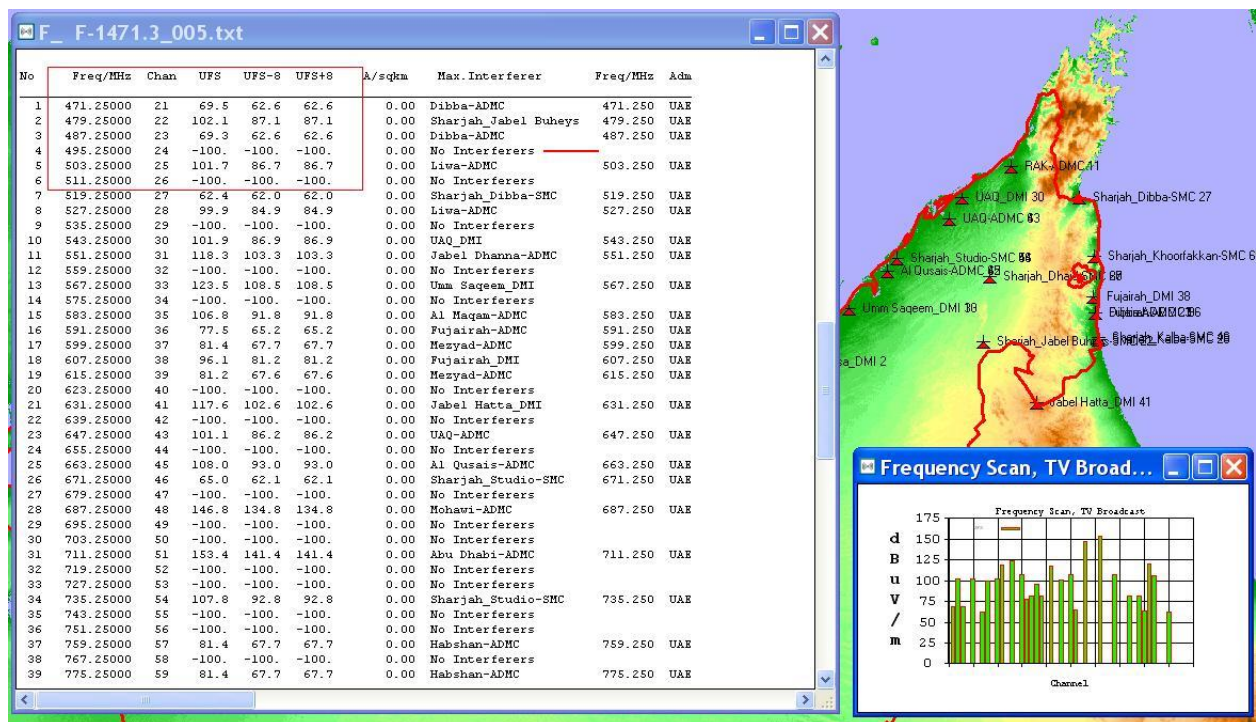 F_ F-1471.3_005.txt
No Freq/MHz Chan UFS UFS-8 UFS+8 A/sqkm Max.Interferer Freq/MHz Adm
1 471.25000 21 69.5 62.6 62.6 0.00 Dibba-ADMC 471.250 UAE
2 479.25000 22 102.1 87.1 87.1 0.00 Sharjah_Jabel Buheys 479.250 UAE
3 487.25000 23 69.3 62.6 62.6 0.00 Dibba-ADMC 487.250 UAE
4 495.25000 24 -100. -100. -100. 0.00 No Interferers
5 503.25000 25 101.7 86.7 86.7 0.00 Liwa-ADMC 503.250 UAE
6 511.25000 26 -100. -100. -100. 0.00 No Interferers
7 519.25000 27 62.4 62.0 62.0 0.00 Sharjah_Dibba-SMC 519.250 UAE
8 527.25000 28 99.9 84.9 84.9 0.00 Liwa-ADMC 527.250 UAE
9 535.25000 29 -100. -100. -100. 0.00 No Interferers
10 543.25000 30 101.9 86.9 86.9 0.00 UAQ_DMI 543.250 UAE
11 551.25000 31 118.3 103.3 103.3 0.00 Jabel Dhanna-ADMC 551.250 UAE
12 559.25000 32 -100. -100. -100. 0.00 No Interferers
13 567.25000 33 123.5 108.5 108.5 0.00 Umm Saqeem_DMI 567.250 UAE
14 575.25000 34 -100. -100. -100. 0.00 No Interferers
15 583.25000 35 106.8 91.8 91.8 0.00 Al Maqam-ADMC 583.250 UAE
16 591.25000 36 77.5 65.2 65.2 0.00 Fujairah-ADMC 591.250 UAE
17 599.25000 37 81.4 67.7 67.7 0.00 Mezyad-ADMC 599.250 UAE
18 607.25000 38 96.1 81.2 81.2 0.00 Fujairah_DMI 607.250 UAE
19 615.25000 39 81.2 67.6 67.6 0.00 Mezyad-ADMC 615.250 UAE
20 623.25000 40 -100. -100. -100. 0.00 No Interferers
21 631.25000 41 117.6 102.6 102.6 0.00 Jabel Hatta_DMI 631.250 UAE
22 639.25000 42 -100. -100. -100. 0.00 No Interferers
23 647.25000 43 101.1 86.2 86.2 0.00 UAQ-ADMC 647.250 UAE
24 655.25000 44 -100. -100. -100. 0.00 No Interferers
25 663.25000 45 108.0 93.0 93.0 0.00 Al Qusais-ADMC 663.250 UAE
26 671.25000 46 65.0 62.1 62.1 0.00 Sharjah_Studio-SMC 671.250 UAE
27 679.25000 47 -100. -100. -100. 0.00 No Interferers
28 687.25000 48 146.8 134.8 134.8 0.00 Mohawi-ADMC 687.250 UAE
29 695.25000 49 -100. -100. -100. 0.00 No Interferers
30 703.25000 50 -100. -100. -100. 0.00 No Interferers
31 711.25000 51 153.4 141.4 141.4 0.00 Abu Dhabi-ADMC 711.250 UAE
32 719.25000 52 -100. -100. -100. 0.00 No Interferers
33 727.25000 53 -100. -100. -100. 0.00 No Interferers
34 735.25000 54 107.8 92.8 92.8 0.00 Sharjah_Studio-SMC 735.250 UAE
35 743.25000 55 -100. -100. -100. 0.00 No Interferers
36 751.25000 56 -100. -100. -100. 0.00 No Interferers
37 759.25000 57 81.4 67.7 67.7 0.00 Habshan-ADMC 759.250 UAE
38 767.25000 58 -100. -100. -100. 0.00 No Interferers
39 775.25000 59 81.4 67.7 67.7 0.00 Habshan-ADMC 775.250 UAE
RAK-ADMC 11
UAQ_DMI 30
Sharjah_Dibba-SMC 27
UAQ-ADMC
Sharjah_Studio-SMC
Sharjah_Khoorfakkan-SMC 6
Al Qusais-ADMC
Fujairah_DMI 38
Umm Saqeem_DMI
Sharjah_Jabel
sa_DMI 2
Jabel Hatta_DMI 41
Frequency Scan, TV Broad...
Frequency Scan, TV Broadcast
dBuV/m
175
150
125
100
75
50
25
0
Channel